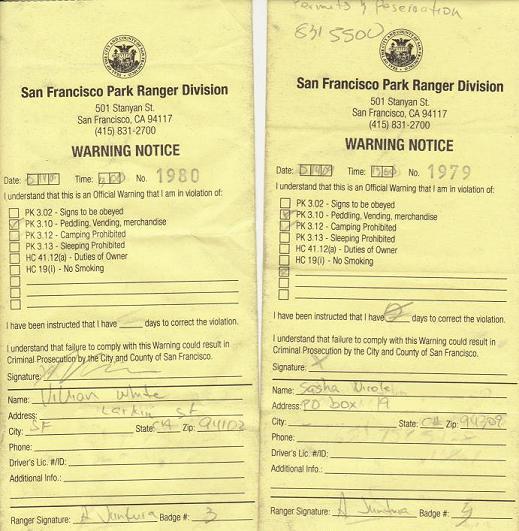 Permits & Reservation
831 5500
San Francisco Park Ranger Division
501 Stanyan St.
San Francisco, CA 94117
(415) 831-2700
WARNING NOTICE
Date: Time: No. 1980
I understand that this is an Official Warning that I am in violation of:
PK 3.02 - Signs to be obeyed
PK 3.10 - Peddling, Vending, merchandise
PK 3.12 - Camping Prohibited
PK 3.13 - Sleeping Prohibited
HC 41.12(a) - Duties of Owner
HC 19(i) - No Smoking
I have been instructed that I have ____ days to correct the violation.
I understand that failure to comply with this Warning could result in
Criminal Prosecution by the City and County of San Francisco.
Signature:
Name: Vivian White
Address: Larkin St
City: SF State: CA Zip: 94102
Phone:
Driver's Lic. #/ID:
Additional Info.:
Ranger Signature: A Badge #: 3
San Francisco Park Ranger Division
501 Stanyan St.
San Francisco, CA 94117
(415) 831-2700
WARNING NOTICE
Date: Time: No. 1979
I understand that this is an Official Warning that I am in violation of:
PK 3.02 - Signs to be obeyed
PK 3.10 - Peddling, Vending, merchandise
PK 3.12 - Camping Prohibited
PK 3.13 - Sleeping Prohibited
HC 41.12(a) - Duties of Owner
HC 19(i) - No Smoking
I have been instructed that I have days to correct the violation.
I understand that failure to comply with this Warning could result in
Criminal Prosecution by the City and County of San Francisco.
Signature: X
Name: Sasha Nicole
Address: PO box 19
City: State: CA Zip:
Phone:
Driver's Lic. #/ID:
Additional Info.:
Ranger Signature: A Badge #: